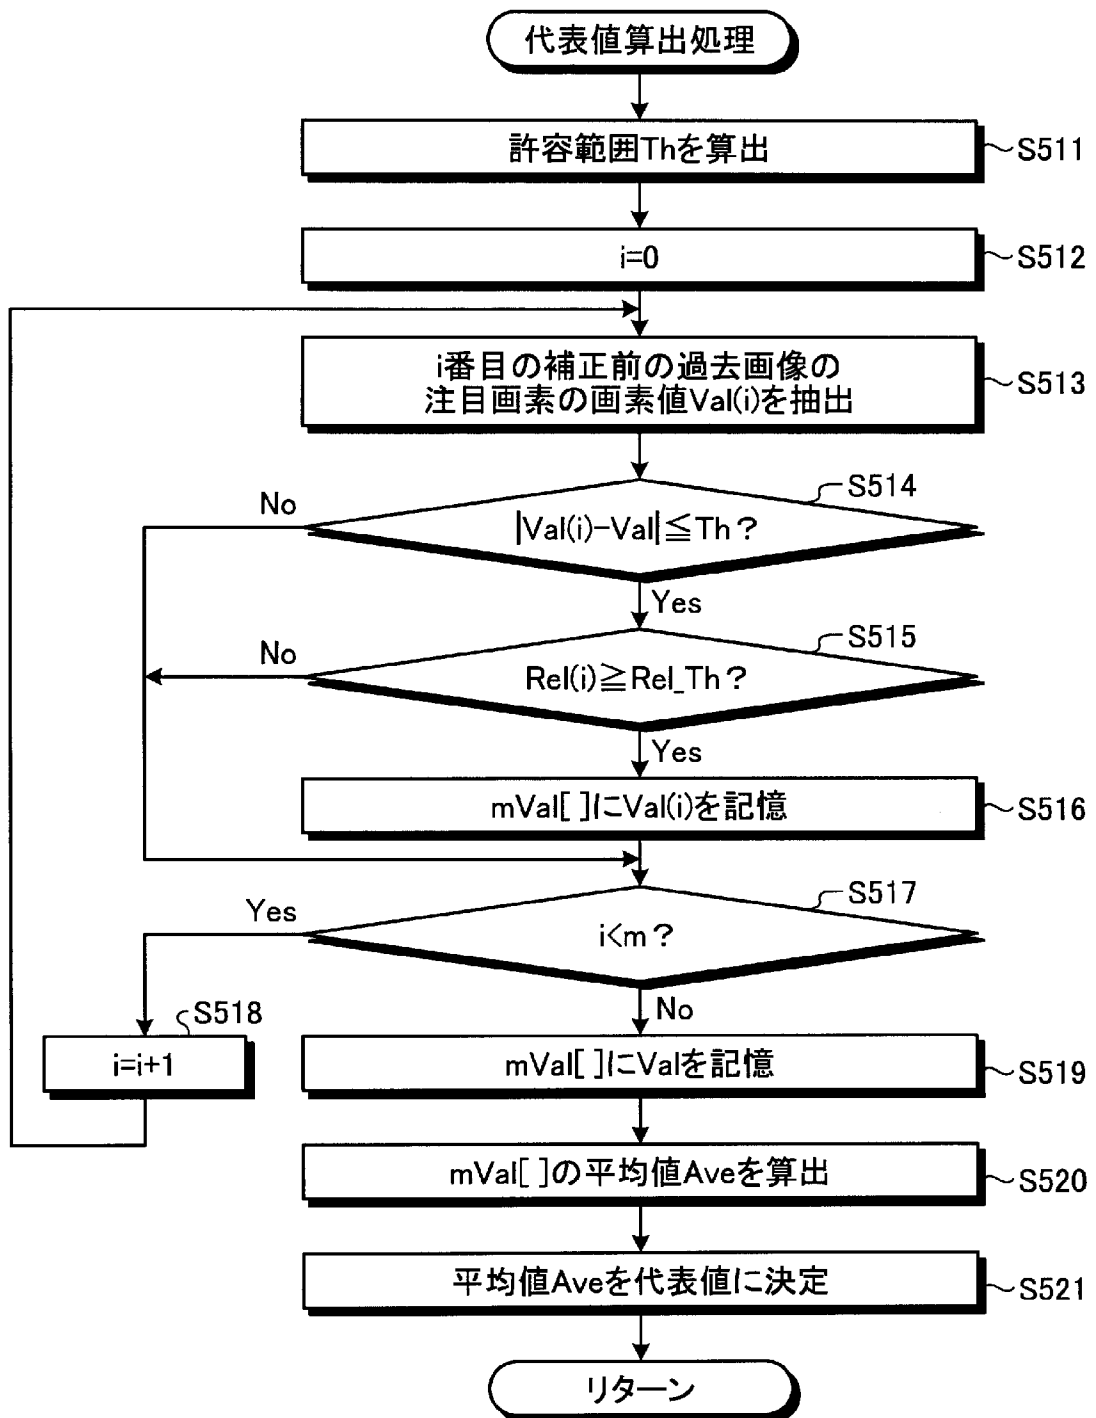 代表値算出処理
許容範囲Thを算出
S511
i=0
S512
i番目の補正前の過去画像の
注目画素の画素値Val(i)を抽出
S513
S514
No
|Val(i)-Val|≦Th?
Yes
S515
No
Rel(i)≧Rel_Th?
Yes
mVal[ ]にVal(i)を記憶
S516
S517
Yes
i<m?
No
S518
i=i+1
mVal[ ]にValを記憶
S519
mVal[ ]の平均値Aveを算出
S520
平均値Aveを代表値に決定
S521
リターン